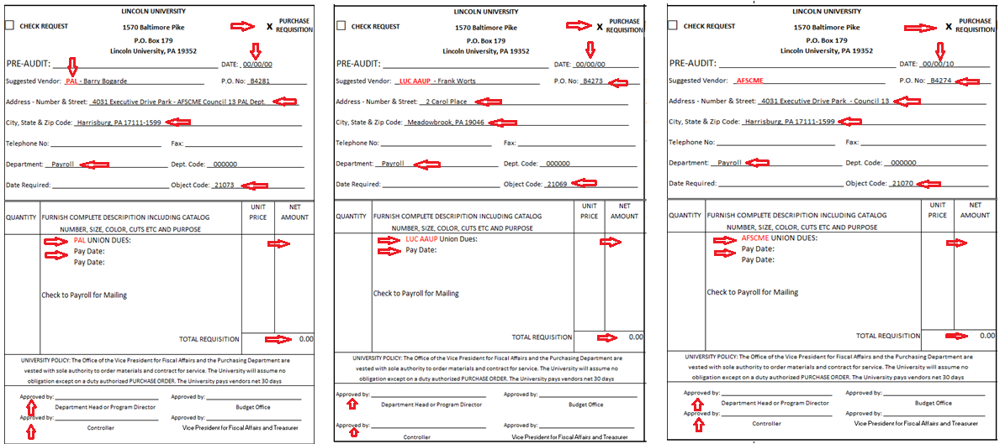 LINCOLN UNIVERSITY
CHECK REQUEST
1570 Baltimore Pike
X PURCHASE REQUISITION
P.O. Box 179
Lincoln University, PA 19352
PRE-AUDIT: DATE: 00/00/00
Suggested Vendor: PAL - Barry Bogarde P.O. No: B4281
Address - Number & Street: 4031 Executive Drive Park - AFSCME Council 13 PAL Dept.
City, State & Zip Code: Harrisburg, PA 17111-1599
Telephone No: Fax:
Department: Payroll Dept. Code: 000000
Date Required: Object Code: 21073
QUANTITY FURNISH COMPLETE DESCRIPITION INCLUDING CATALOG UNIT PRICE NET AMOUNT
NUMBER, SIZE, COLOR, CUTS ETC AND PURPOSE
PAL UNION DUES:
Pay Date:
Pay Date:
Check to Payroll for Mailing
TOTAL REQUISITION 0.00
UNIVERSITY POLICY: The Office of the Vice President for Fiscal Affairs and the Purchasing Department are
vested with sole authority to order materials and contract for service. The University will assume no
obligation except on a duty authorized PURCHASE ORDER. The University pays vendors net 30 days
Approved by: Approved by:
Department Head or Program Director Budget Office
Approved by: Approved by:
Controller Vice President for Fiscal Affairs and Treasurer
LINCOLN UNIVERSITY
CHECK REQUEST
1570 Baltimore Pike
X PURCHASE REQUISITION
P.O. Box 179
Lincoln University, PA 19352
PRE-AUDIT: DATE: 00/00/00
Suggested Vendor: LUC AAUP - Frank Worts P.O. No: B4273
Address - Number & Street: 2 Carol Place
City, State & Zip Code: Meadowbrook, PA 19046
Telephone No: Fax:
Department: Payroll Dept. Code: 000000
Date Required: Object Code: 21069
QUANTITY FURNISH COMPLETE DESCRIPITION INCLUDING CATALOG UNIT PRICE NET AMOUNT
NUMBER, SIZE, COLOR, CUTS ETC AND PURPOSE
LUC AAUP Union Dues:
Pay Date:
Check to Payroll for Mailing
TOTAL REQUISITION 0.00
UNIVERSITY POLICY: The Office of the Vice President for Fiscal Affairs and the Purchasing Department are
vested with sole authority to order materials and contract for service. The University will assume no
obligation except on a duty authorized PURCHASE ORDER. The University pays vendors net 30 days
Approved by: Approved by:
Department Head or Program Director Budget Office
Approved by: Approved by:
Controller Vice President for Fiscal Affairs and Treasurer
LINCOLN UNIVERSITY
CHECK REQUEST
1570 Baltimore Pike
X PURCHASE REQUISITION
P.O. Box 179
Lincoln University, PA 19352
PRE-AUDIT: DATE: 00/00/10
Suggested Vendor: AFSCME P.O. No: B4274
Address - Number & Street: 4031 Executive Drive Park - Council 13
City, State & Zip Code: Harrisburg, PA 17111-1599
Telephone No: Fax:
Department: Payroll Dept. Code: 000000
Date Required: Object Code: 21070
QUANTITY FURNISH COMPLETE DESCRIPITION INCLUDING CATALOG UNIT PRICE NET AMOUNT
NUMBER, SIZE, COLOR, CUTS ETC AND PURPOSE
AFSCME UNION DUES:
Pay Date:
Pay Date:
Check to Payroll for Mailing
TOTAL REQUISITION 0.00
UNIVERSITY POLICY: The Office of the Vice President for Fiscal Affairs and the Purchasing Department are
vested with sole authority to order materials and contract for service. The University will assume no
obligation except on a duty authorized PURCHASE ORDER. The University pays vendors net 30 days
Approved by: Approved by:
Department Head or Program Director Budget Office
Approved by: Approved by:
Controller Vice President for Fiscal Affairs and Treasurer